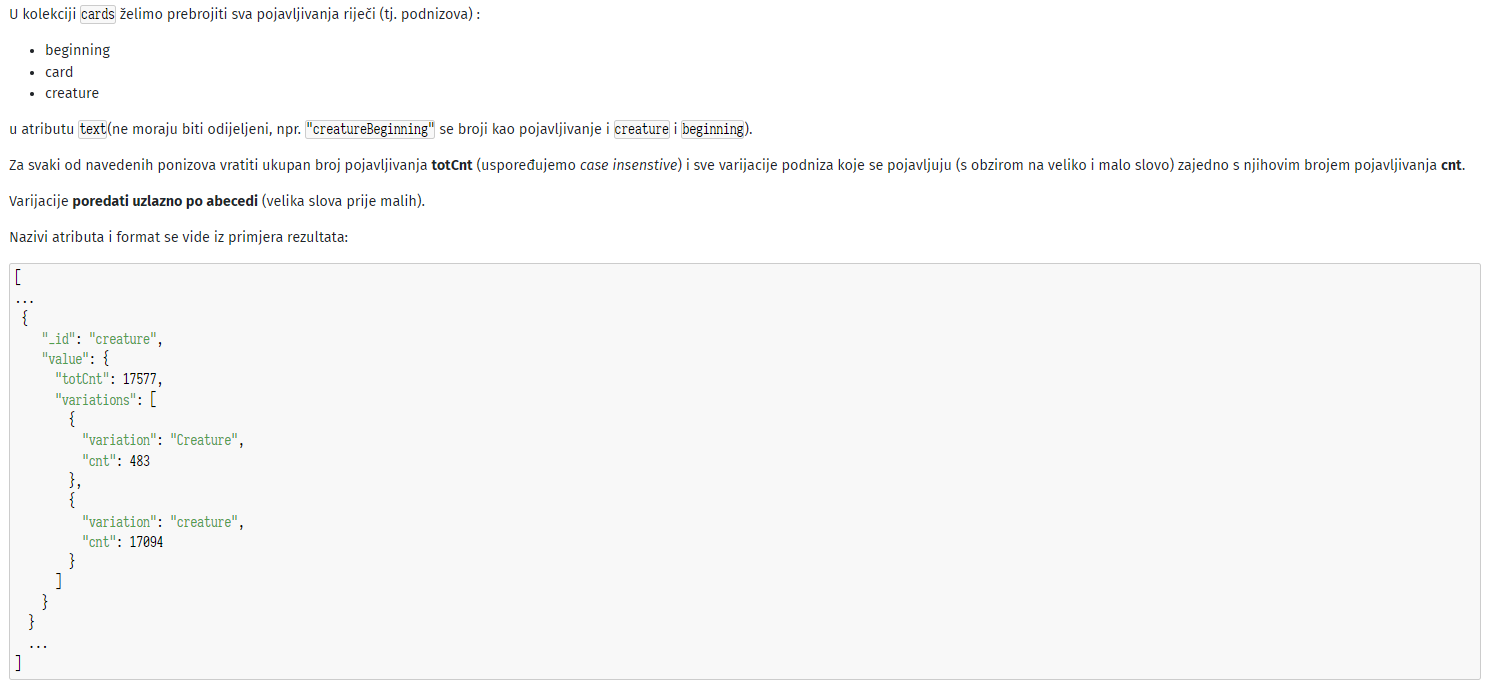 U kolekciji cards želimo prebrojiti sva pojavljivanja riječi (tj. podnizova) :
• beginning
• card
• creature
u atributu text(ne moraju biti odijeljeni, npr. "creatureBeginning" se broji kao pojavljivanje i creature i beginning).
Za svaki od navedenih ponizova vratiti ukupan broj pojavljivanja totCnt (uspoređujemo case insenstive) i sve varijacije podniza koje se pojavljuju (s obzirom na veliko i malo slovo) zajedno s njihovim brojem pojavljivanja cnt.
Varijacije poredati uzlazno po abecedi (velika slova prije malih).
Nazivi atributa i format se vide iz primjera rezultata:
[
...
{
"_id": "creature",
"value": {
"totCnt": 17577,
"variations": [
{
"variation": "Creature",
"cnt": 483
},
{
"variation": "creature",
"cnt": 17094
}
]
}
}
...
]